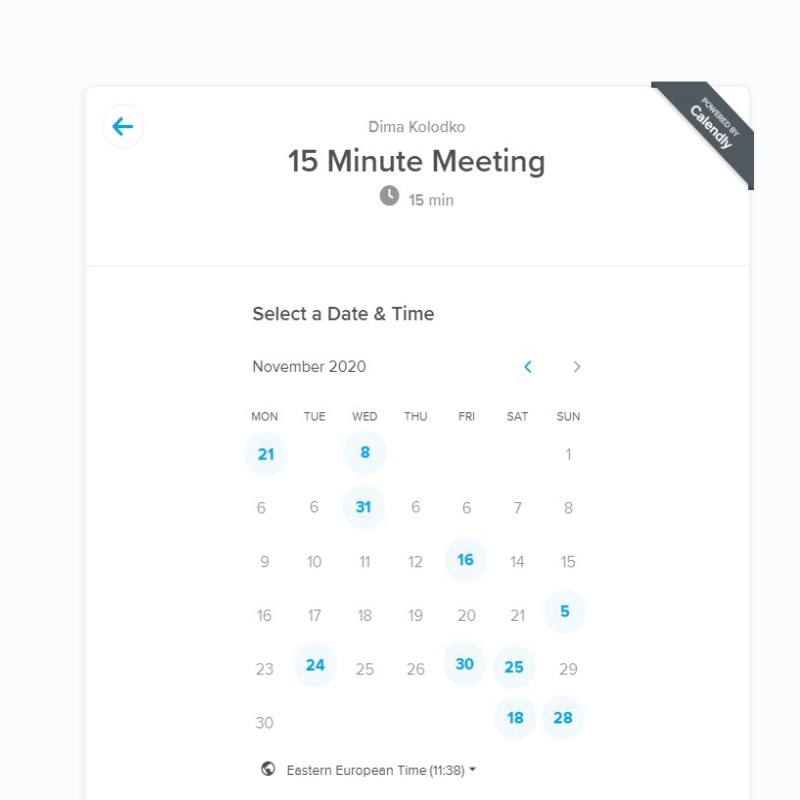 POWERED BY
Calendly
Dima Kolodko
15 Minute Meeting
15 min
Select a Date & Time
November 2020
MON TUE WED THU FRI SAT SUN
21 8 1
6 6 31 6 6 7 8
9 10 11 12 16 14 15
16 17 18 19 20 21 5
23 24 25 26 30 25 29
30 18 28
Eastern European Time (11:38)